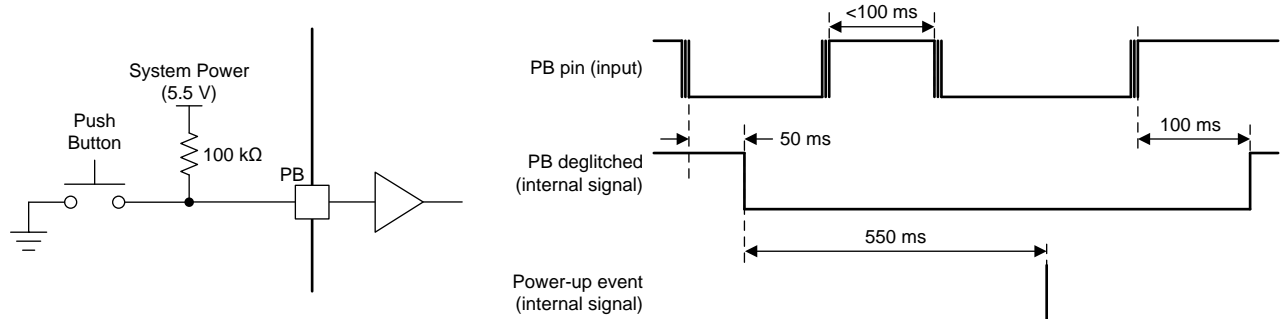 System Power
(5.5 V)
Push
Button
100 kΩ
PB
<100 ms
PB pin (input)
50 ms
100 ms
PB deglitched
(internal signal)
550 ms
Power-up event
(internal signal)